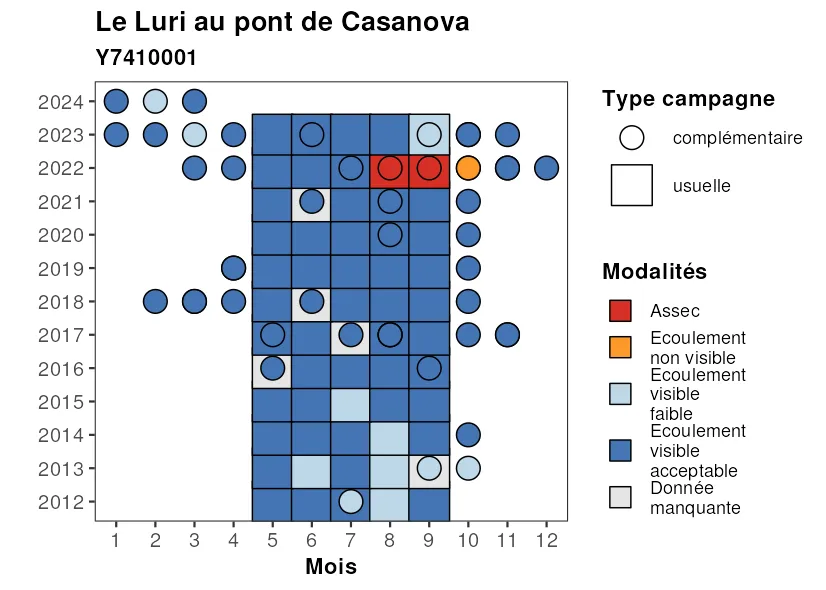 Le Luri au pont de Casanova
Y7410001
2024
2023
2022
2021
2020
2019
2018
2017
2016
2015
2014
2013
2012
1 2 3 4 5 6 7 8 9 10 11 12
Mois
Type campagne
complémentaire
usuelle
Modalités
Assec
Ecoulement
non visible
Ecoulement
visible
faible
Ecoulement
visible
acceptable
Donnée
manquante